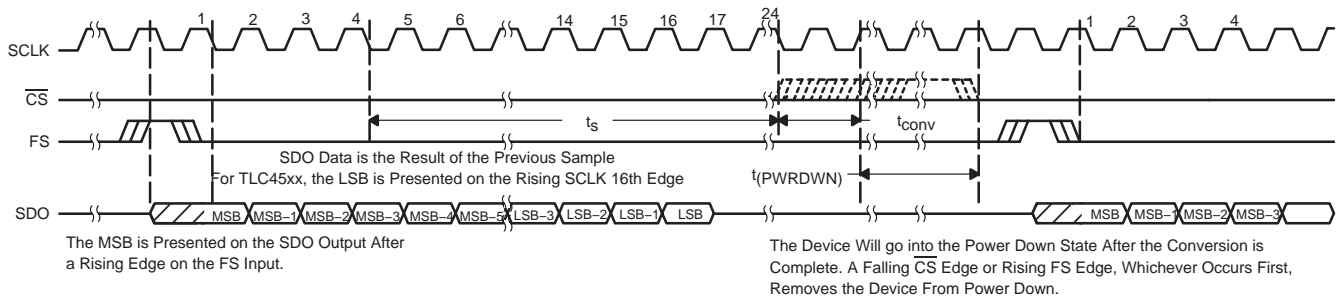 1 2 3 4 5 6 14 15 16 17 24 1 2 3 4
SCLK
CS
FS
tS
tconv
SDO Data is the Result of the Previous Sample
For TLC45xx, the LSB is Presented on the Rising SCLK 16th Edge
t(PWRDWN)
SDO
MSB MSB–1 MSB–2 MSB–3 MSB–4 MSB–5 LSB–3 LSB–2 LSB–1 LSB MSB MSB–1 MSB–2 MSB–3
The MSB is Presented on the SDO Output After
a Rising Edge on the FS Input.
The Device Will go into the Power Down State After the Conversion is
Complete. A Falling CS Edge or Rising FS Edge, Whichever Occurs First,
Removes the Device From Power Down.